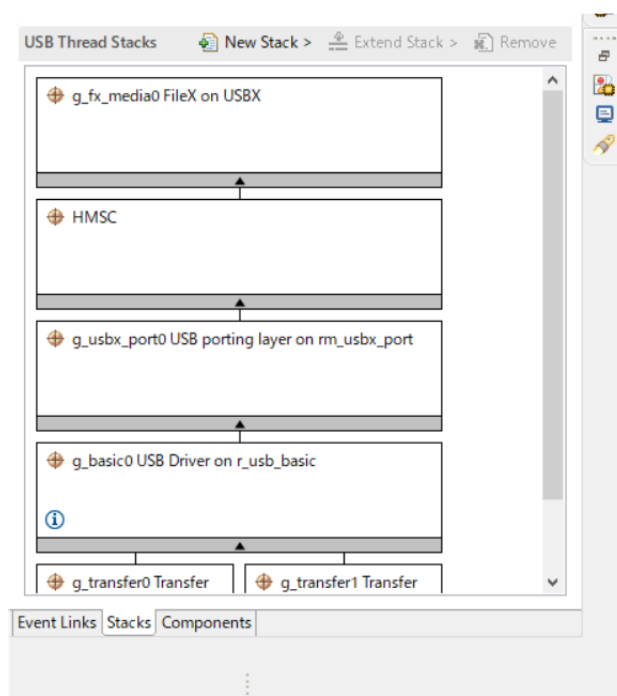 USB Thread Stacks New Stack > Extend Stack > Remove
g_fx_media0 FileX on USBX
HMSC
g_usbx_port0 USB porting layer on rm_usbx_port
g_basic0 USB Driver on r_usb_basic
g_transfer0 Transfer g_transfer1 Transfer
Event Links Stacks Components